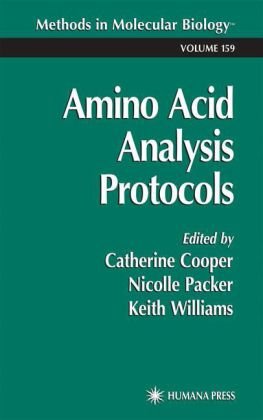 Methods in Molecular Biology™
VOLUME 159
Amino Acid
Analysis
Protocols
Edited by
Catherine Cooper
Nicolle Packer
Keith Williams
HUMANA PRESS